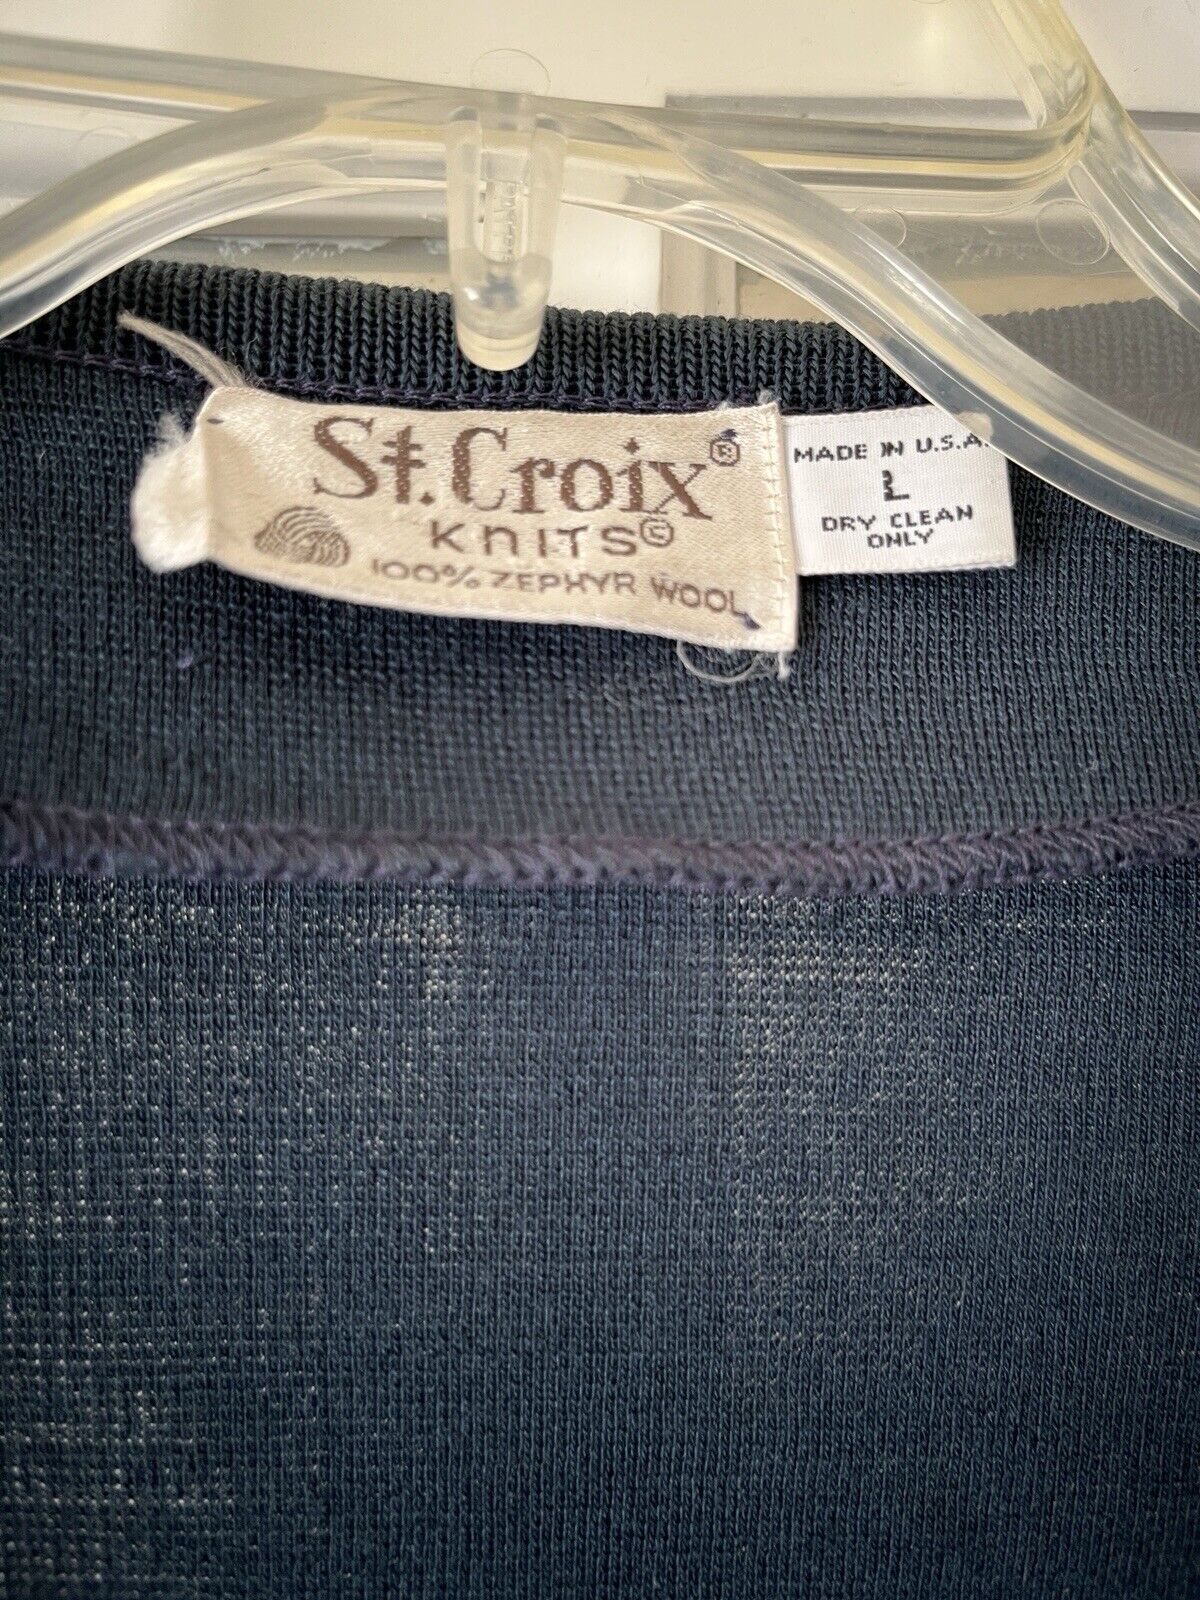 St. Croix®
KNITS®
100% ZEPHYR WOOL
MADE IN U.S.A.
L
DRY CLEAN
ONLY